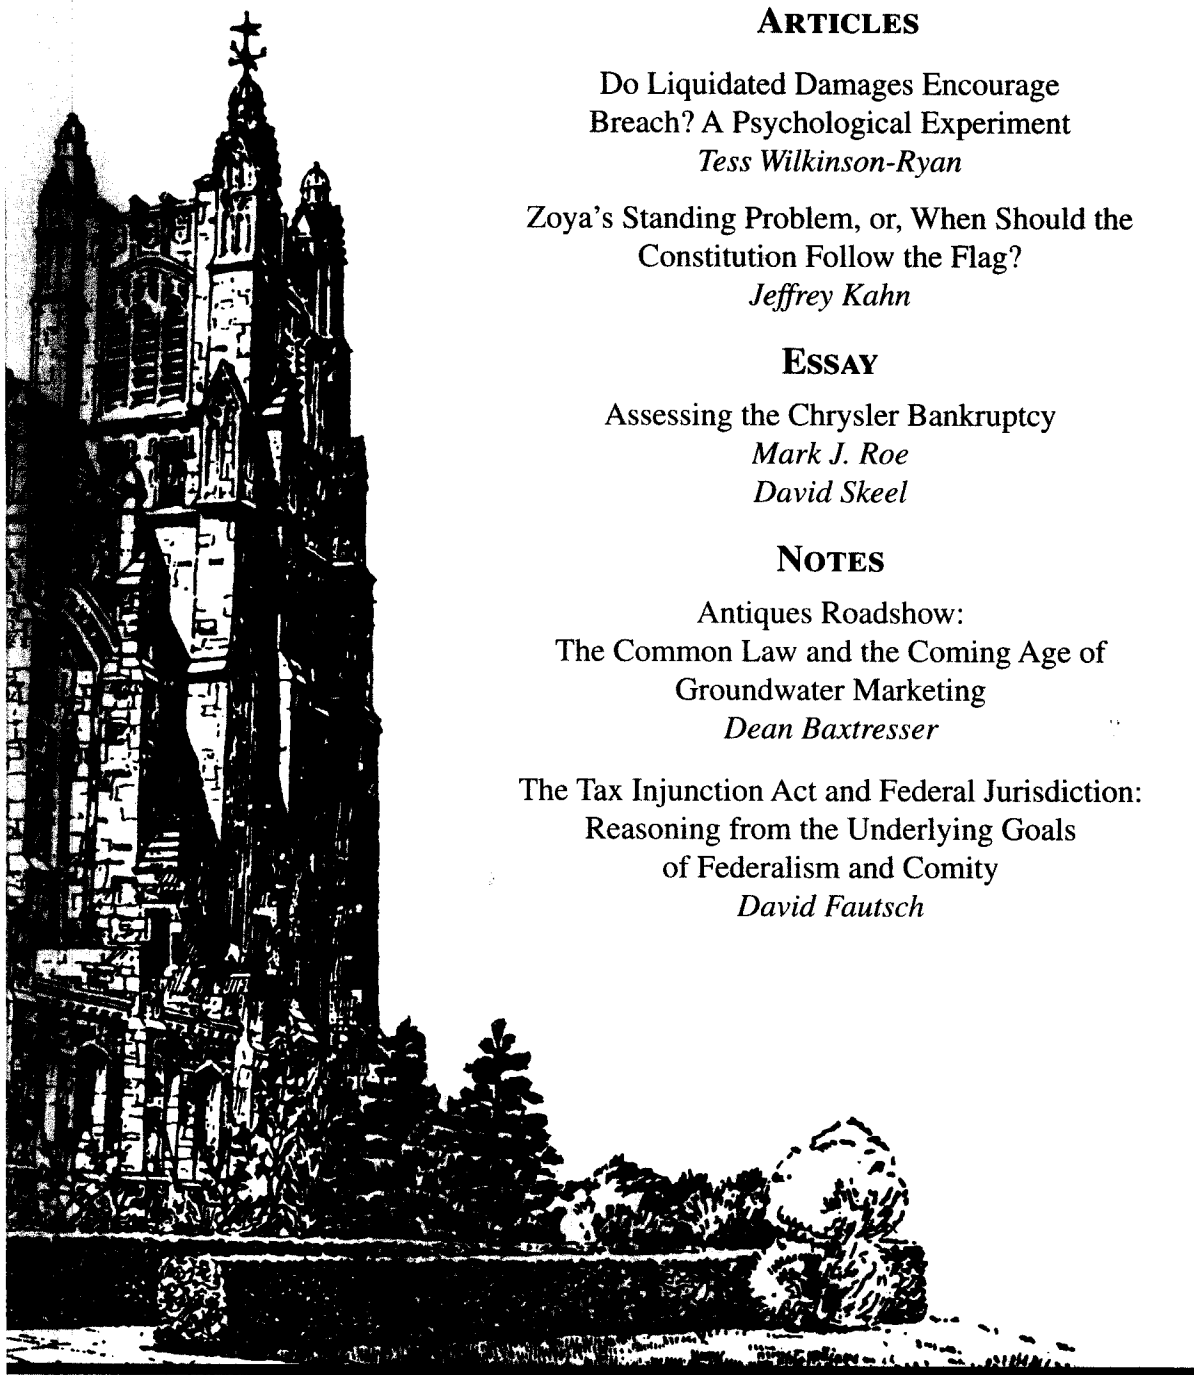 ARTICLES
Do Liquidated Damages Encourage
Breach? A Psychological Experiment
Tess Wilkinson-Ryan
Zoya's Standing Problem, or, When Should the
Constitution Follow the Flag?
Jeffrey Kahn
ESSAY
Assessing the Chrysler Bankruptcy
Mark J. Roe
David Skeel
NOTES
Antiques Roadshow:
The Common Law and the Coming Age of
Groundwater Marketing
Dean Baxtresser
The Tax Injunction Act and Federal Jurisdiction:
Reasoning from the Underlying Goals
of Federalism and Comity
David Fautsch